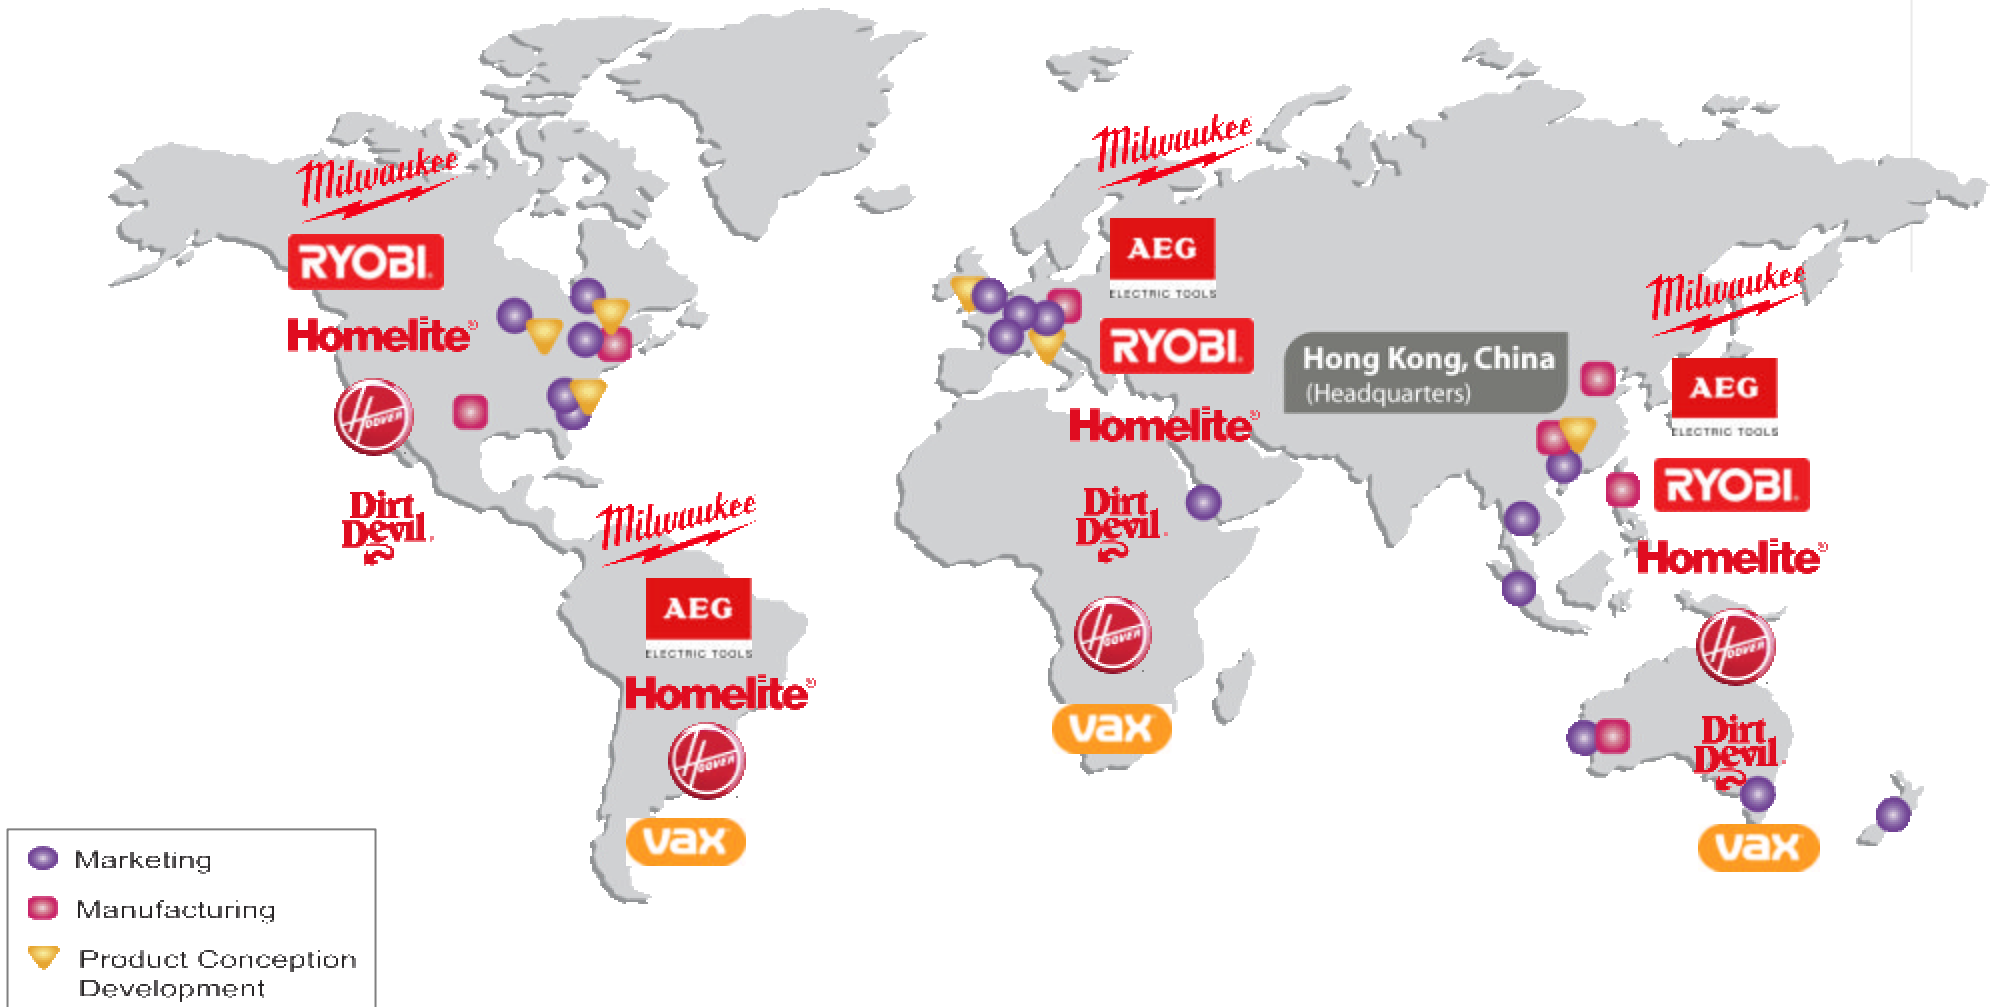 Milwaukee
RYOBI.
Homelite®
HOOVER
Dirt
Devil.
Milwaukee
AEG
ELECTRIC TOOLS
Homelite®
HOOVER
vax
Milwaukee
AEG
ELECTRIC TOOLS
RYOBI.
Homelite®
Dirt
Devil.
HOOVER
vax
Hong Kong, China
(Headquarters)
Milwaukee
AEG
ELECTRIC TOOLS
RYOBI.
Homelite®
HOOVER
Dirt
Devil.
vax
Marketing
Manufacturing
Product Conception
Development